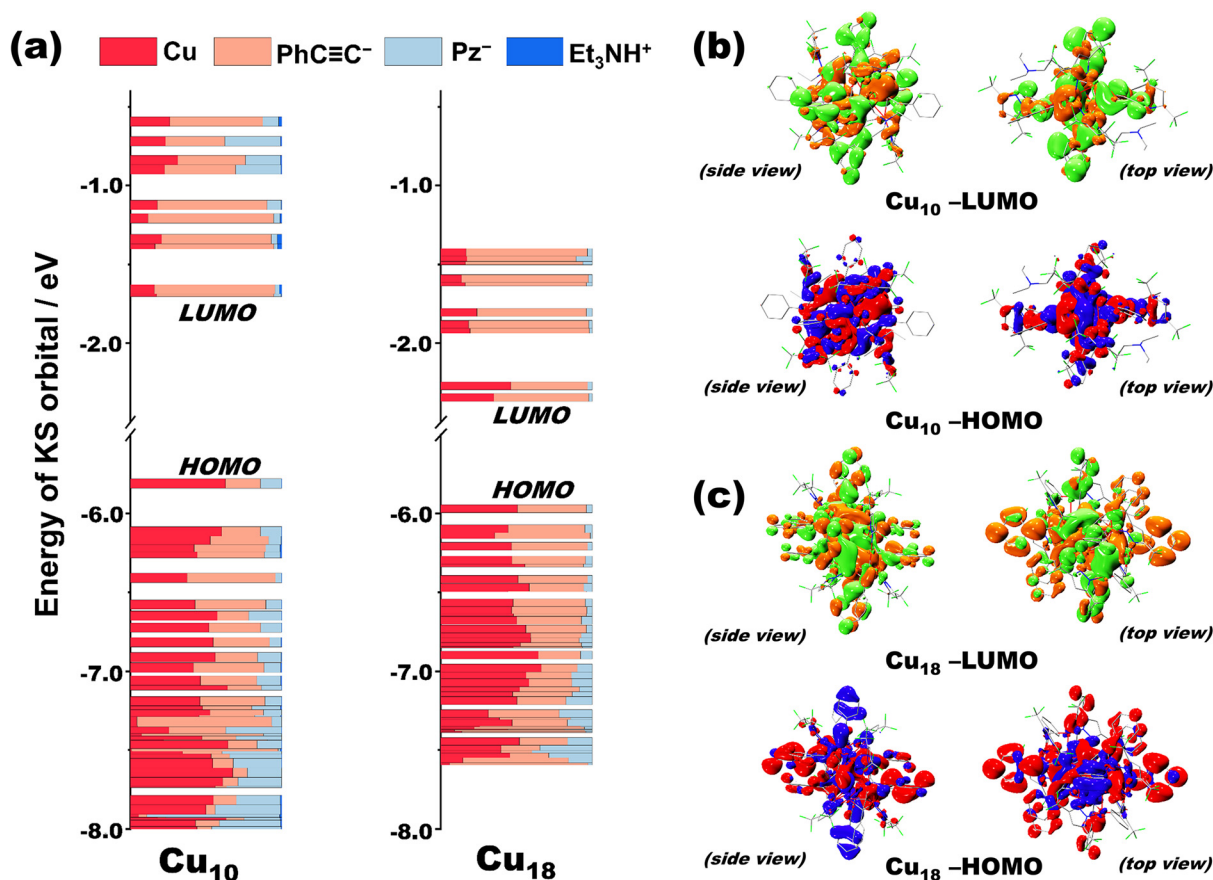 (a)
Cu
PhC≡C⁻
Pz⁻
Et₃NH⁺
Energy of KS orbital / eV
-1.0
-2.0
-6.0
-7.0
-8.0
LUMO
HOMO
Cu₁₀
-1.0
-2.0
-6.0
-7.0
-8.0
LUMO
HOMO
Cu₁₈
(b)
(side view)
(top view)
Cu₁₀ –LUMO
(side view)
(top view)
Cu₁₀ –HOMO
(c)
(side view)
(top view)
Cu₁₈ –LUMO
(side view)
(top view)
Cu₁₈ –HOMO